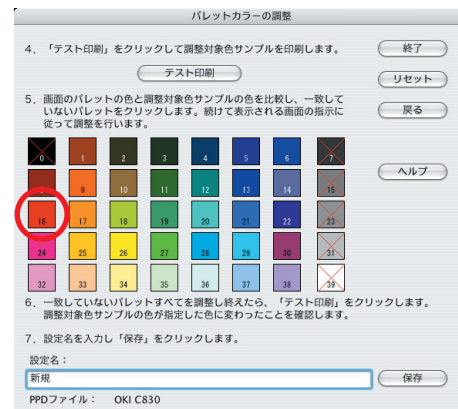 パレットカラーの調整
4. 「テスト印刷」をクリックして調整対象色サンプルを印刷します。
終了
テスト印刷
リセット
5. 画面のパレットの色と調整対象色サンプルの色を比較し、一致して
いないパレットをクリックします。続けて表示される画面の指示に
従って調整を行います。
戻る
ヘルプ
0 1 2 3 4 5 6 7
9 10 11 12 13 14 15
16 17 18 19 20 21 22 23
24 25 26 27 28 29 30 31
32 33 34 35 36 37 38 39
6. 一致していないパレットすべてを調整し終えたら、「テスト印刷」をクリックします。
調整対象色サンプルの色が指定した色に変わったことを確認します。
7. 設定名を入力し「保存」をクリックします。
設定名：
新規
保存
PPDファイル： OKI C830